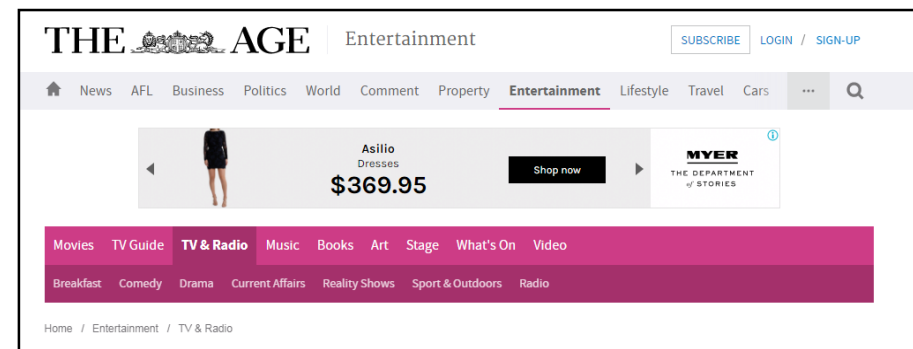 THE AGE Entertainment SUBSCRIBE LOGIN / SIGN-UP
News AFL Business Politics World Comment Property Entertainment Lifestyle Travel Cars ...
Asilio
Dresses
$369.95
Shop now
MYER
THE DEPARTMENT
of STORIES
Movies TV Guide TV & Radio Music Books Art Stage What's On Video
Breakfast Comedy Drama Current Affairs Reality Shows Sport & Outdoors Radio
Home / Entertainment / TV & Radio